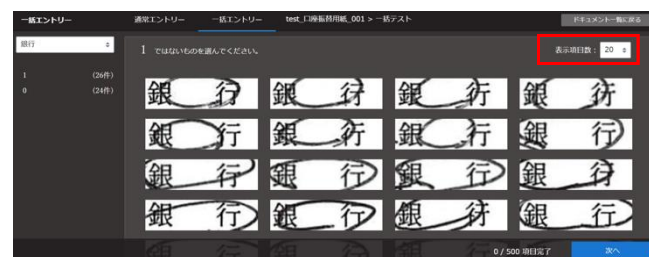 一括エントリー 通常エントリー 一括エントリー test_口座振替用紙_001 > 一括テスト ドキュメント一覧に戻る
銀行
1 ではないものを選んでください。 表示項目数： 20
1 (26件)
0 (24件)
銀 行 銀 行 銀 行 銀 行
銀 行 銀 行 銀 行 銀 行
銀 行 銀 行 銀 行 銀 行
銀 行 銀 行 銀 行 銀 行
0 / 500 項目完了 次へ